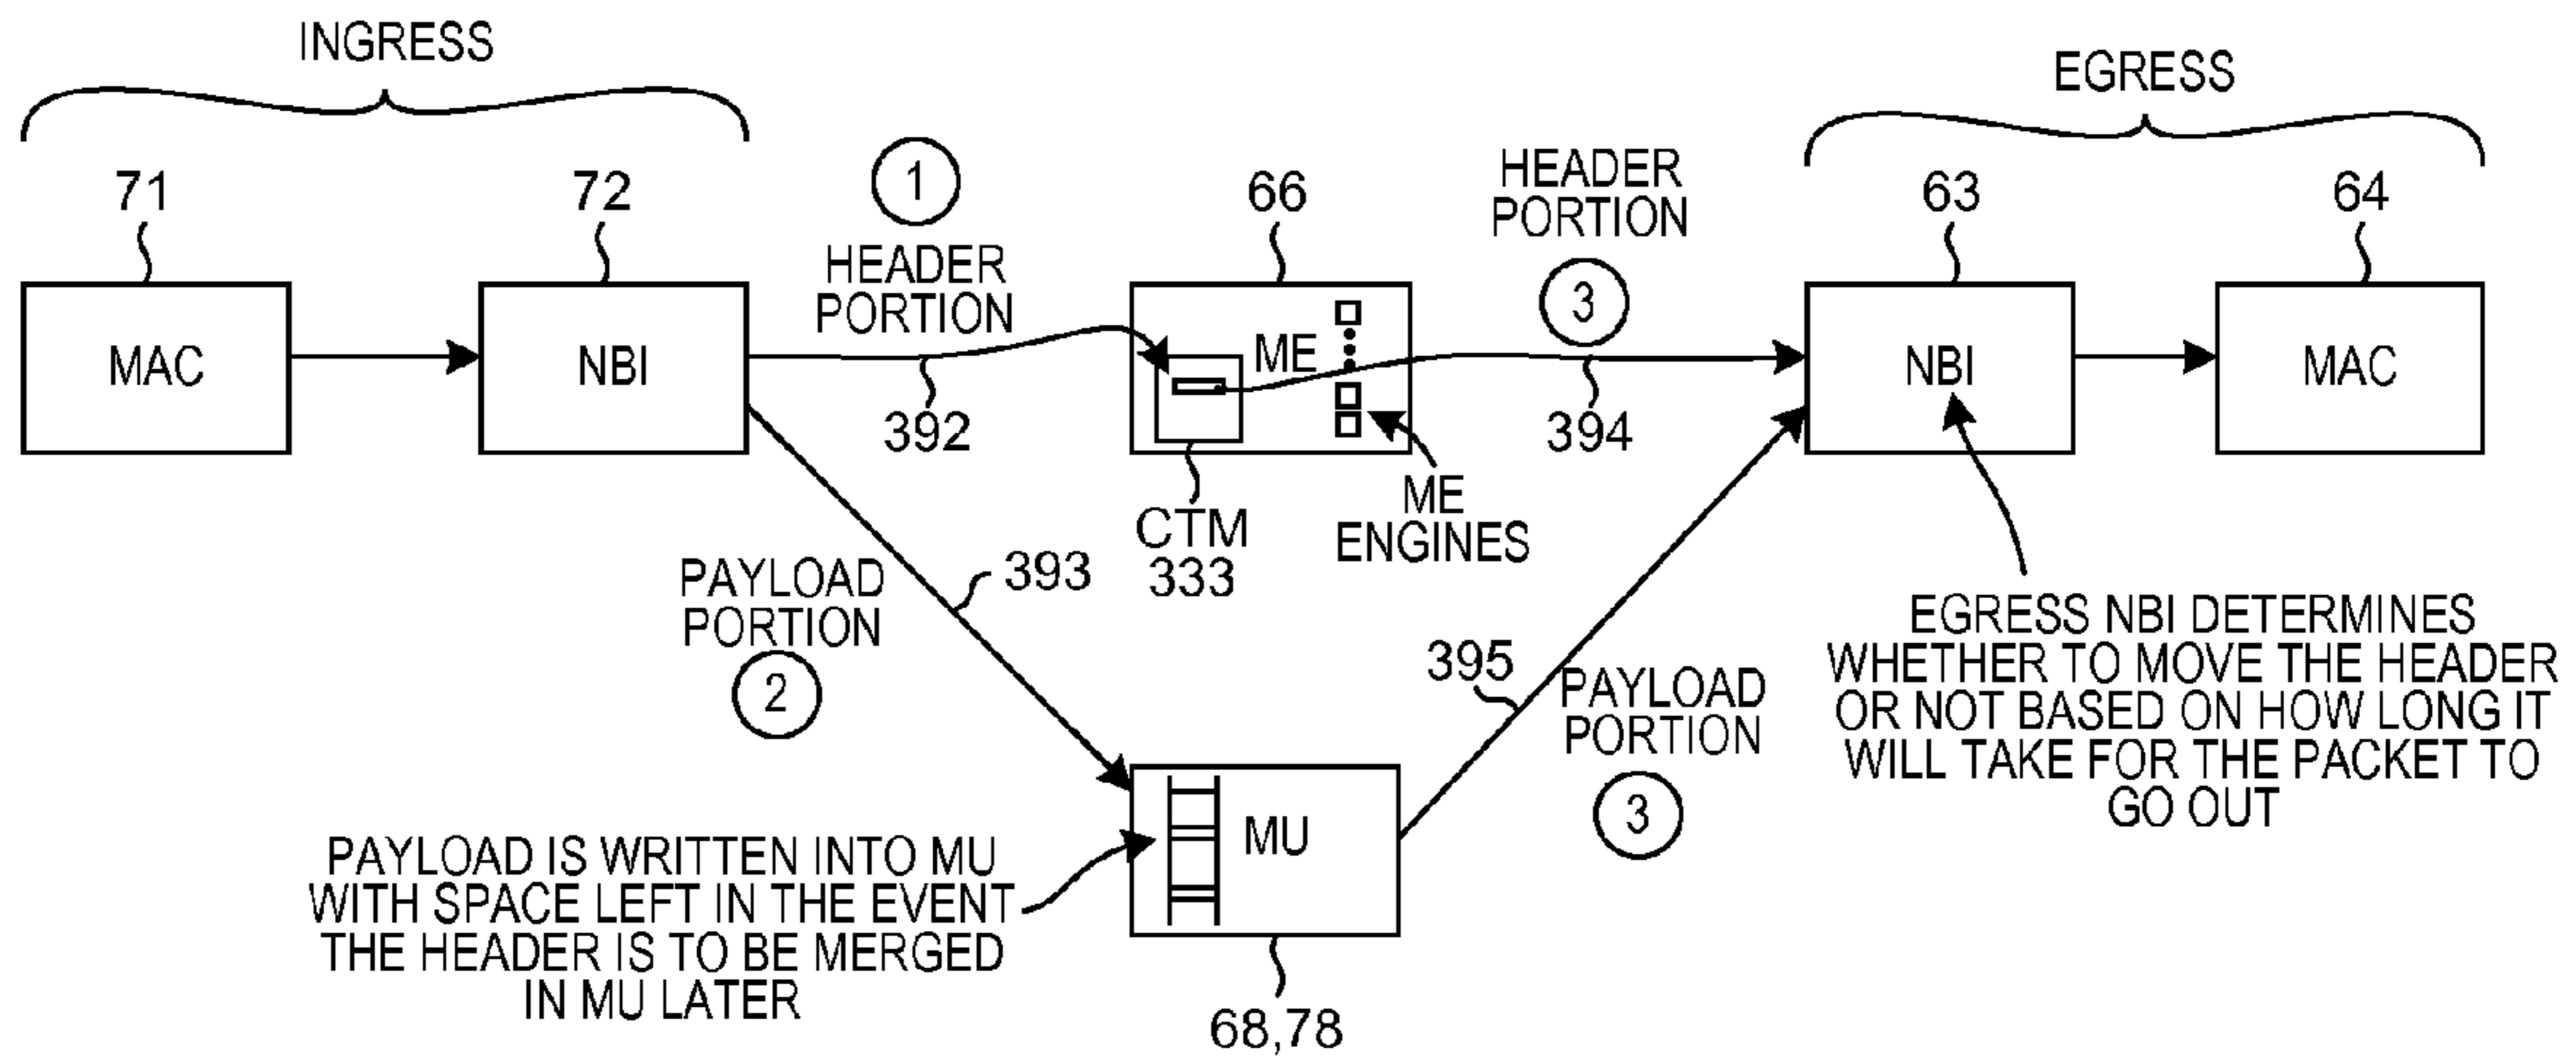 INGRESS
EGRESS
71
72
1
HEADER
PORTION
392
66
HEADER
PORTION
3
394
63
64
MAC
NBI
ME
NBI
MAC
CTM
333
ME
ENGINES
PAYLOAD
PORTION
2
393
395
PAYLOAD
PORTION
3
EGRESS NBI DETERMINES
WHETHER TO MOVE THE HEADER
OR NOT BASED ON HOW LONG IT
WILL TAKE FOR THE PACKET TO
GO OUT
PAYLOAD IS WRITTEN INTO MU
WITH SPACE LEFT IN THE EVENT
THE HEADER IS TO BE MERGED
IN MU LATER
MU
68,78